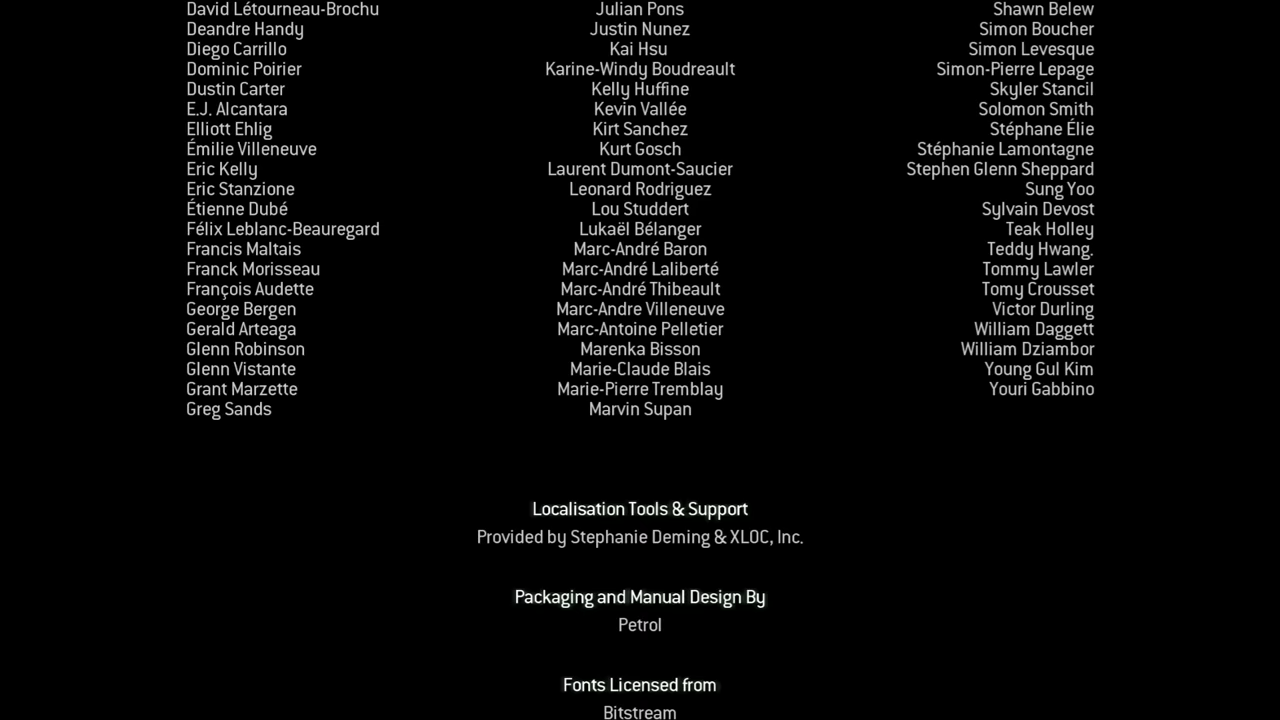 David Létourneau-Brochu
Deandre Handy
Diego Carrillo
Dominic Poirier
Dustin Carter
E.J. Alcantara
Elliott Ehlig
Émilie Villeneuve
Eric Kelly
Eric Stanzione
Étienne Dubé
Félix Leblanc-Beauregard
Francis Maltais
Franck Morisseau
François Audette
George Bergen
Gerald Arteaga
Glenn Robinson
Glenn Vistante
Grant Marzette
Greg Sands
Julian Pons
Justin Nunez
Kai Hsu
Karine-Windy Boudreault
Kelly Huffine
Kevin Vallée
Kirt Sanchez
Kurt Gosch
Laurent Dumont-Saucier
Leonard Rodriguez
Lou Studdert
Lukaël Bélanger
Marc-André Baron
Marc-André Laliberté
Marc-André Thibeault
Marc-Andre Villeneuve
Marc-Antoine Pelletier
Marenka Bisson
Marie-Claude Blais
Marie-Pierre Tremblay
Marvin Supan
Shawn Belew
Simon Boucher
Simon Levesque
Simon-Pierre Lepage
Skyler Stancil
Solomon Smith
Stéphane Élie
Stéphanie Lamontagne
Stephen Glenn Sheppard
Sung Yoo
Sylvain Devost
Teak Holley
Teddy Hwang.
Tommy Lawler
Tomy Crousset
Victor Durling
William Daggett
William Dziambor
Young Gul Kim
Youri Gabbino
Localisation Tools & Support
Provided by Stephanie Deming & XLOC, Inc.
Packaging and Manual Design By
Petrol
Fonts Licensed from
Bitstream